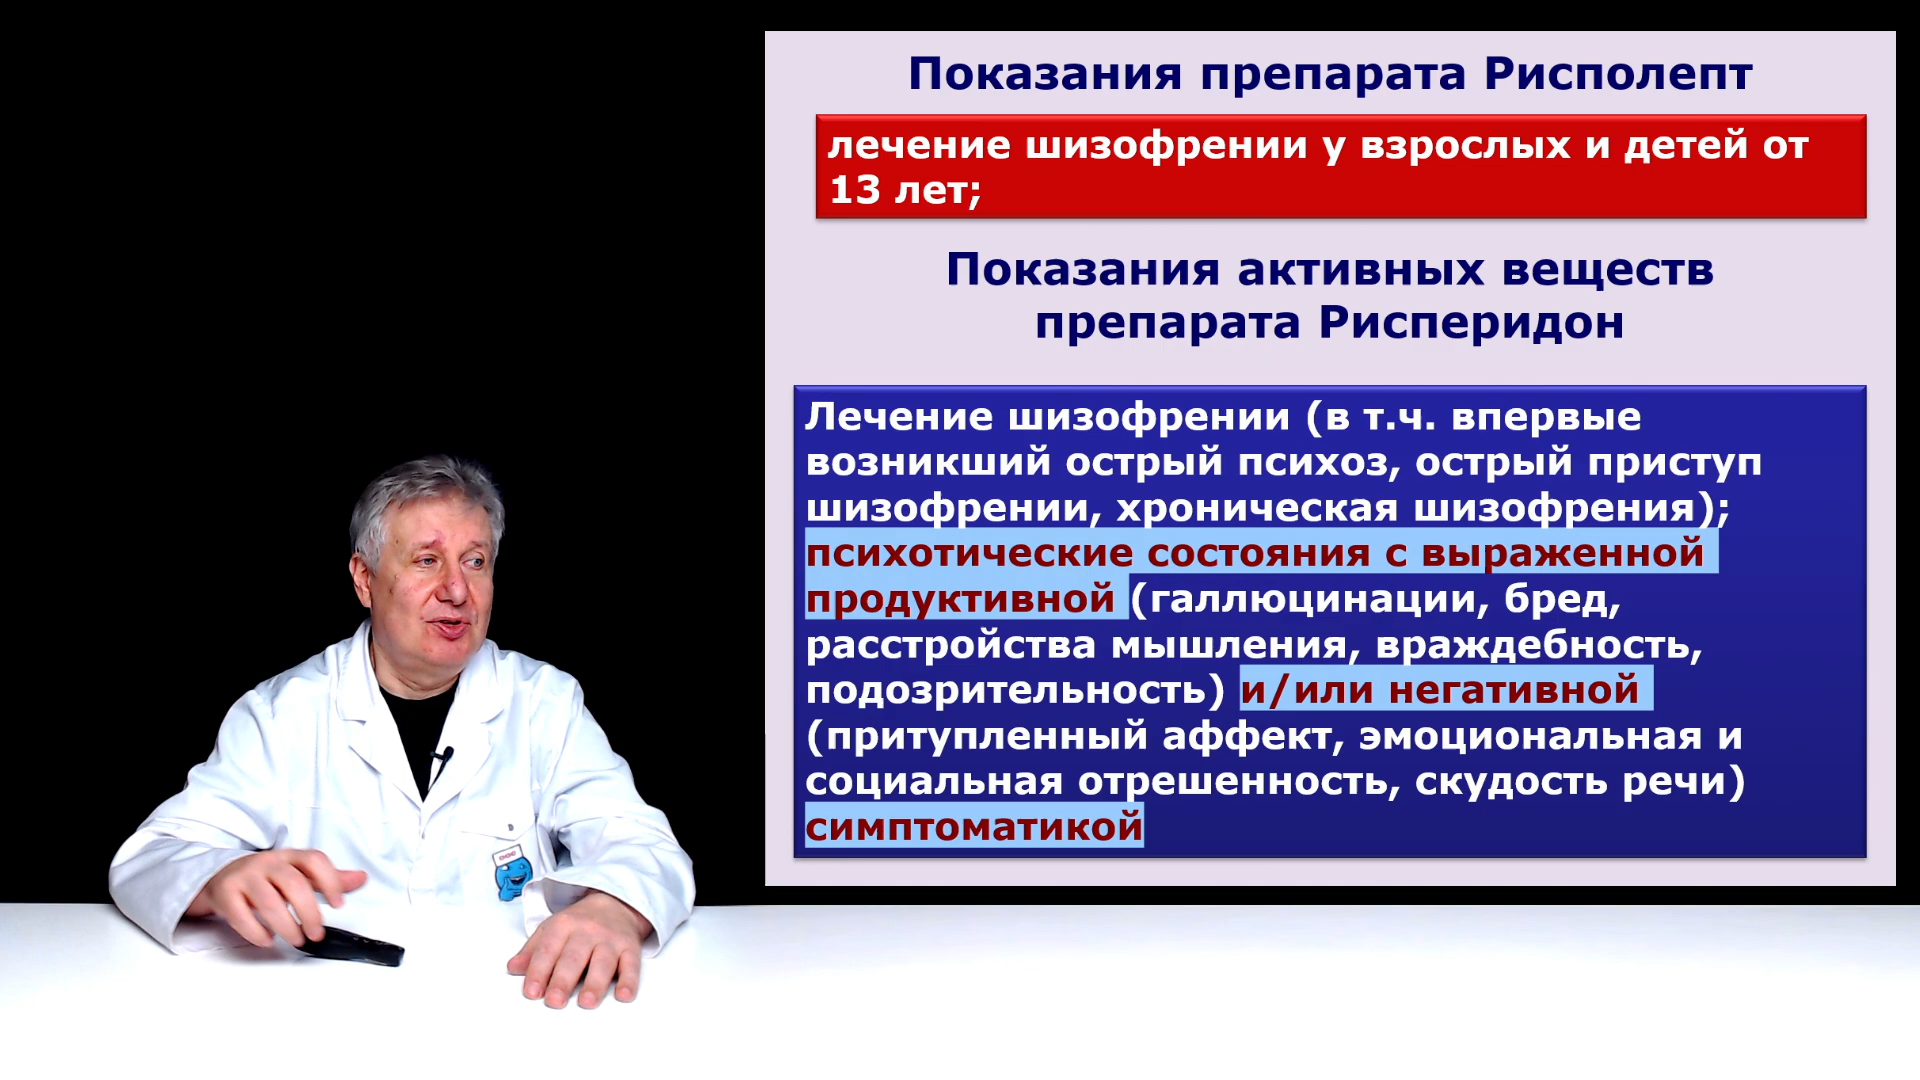 Показания препарата Рисполепт
лечение шизофрении у взрослых и детей от
13 лет;
Показания активных веществ
препарата Рисперидон
Лечение шизофрении (в т.ч. впервые
возникший острый психоз, острый приступ
шизофрении, хроническая шизофрения);
психотические состояния с выраженной
продуктивной (галлюцинации, бред,
расстройства мышления, враждебность,
подозрительность) и/или негативной
(притупленный аффект, эмоциональная и
социальная отрешенность, скудость речи)
симптоматикой